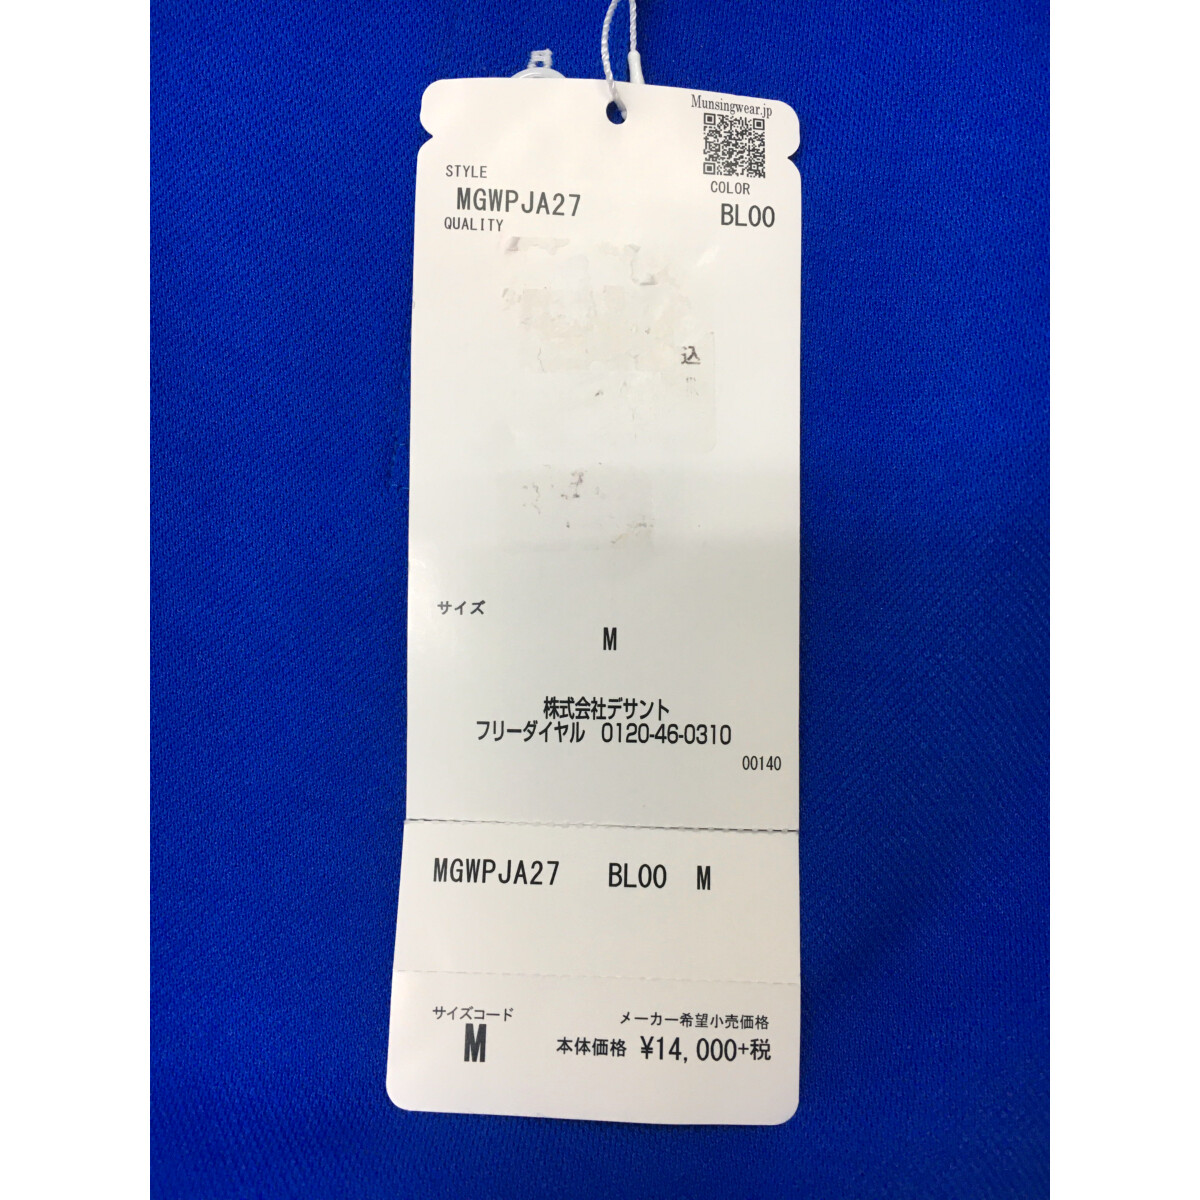 Munsingwear.jp
STYLE
COLOR
MGWPJA27
BL00
QUALITY
込
サイズ
M
株式会社デサント
フリーダイヤル 0120-46-0310
00140
MGWPJA27 BL00 M
サイズコード
M
メーカー希望小売価格
本体価格 ¥14,000+税